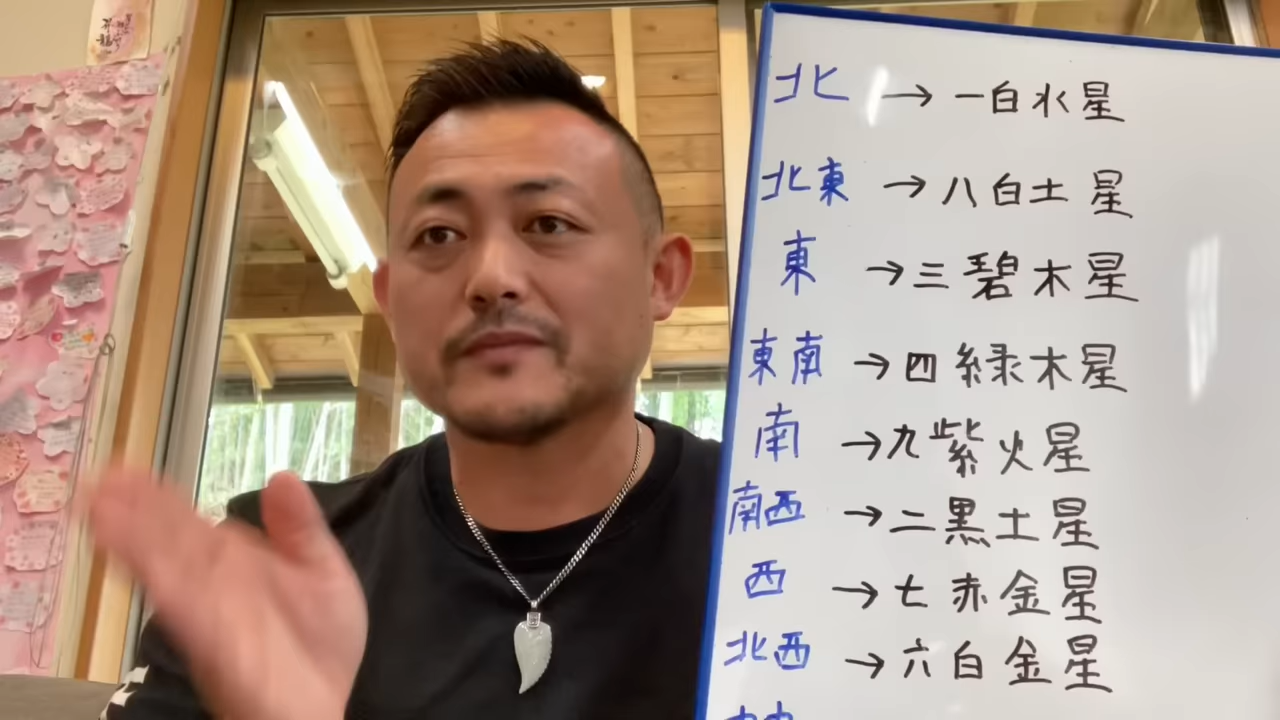 北→一白水星
北東→八白土星
東→三碧木星
東南→四緑木星
南→九紫火星
南西→二黒土星
西→七赤金星
北西→六白金星